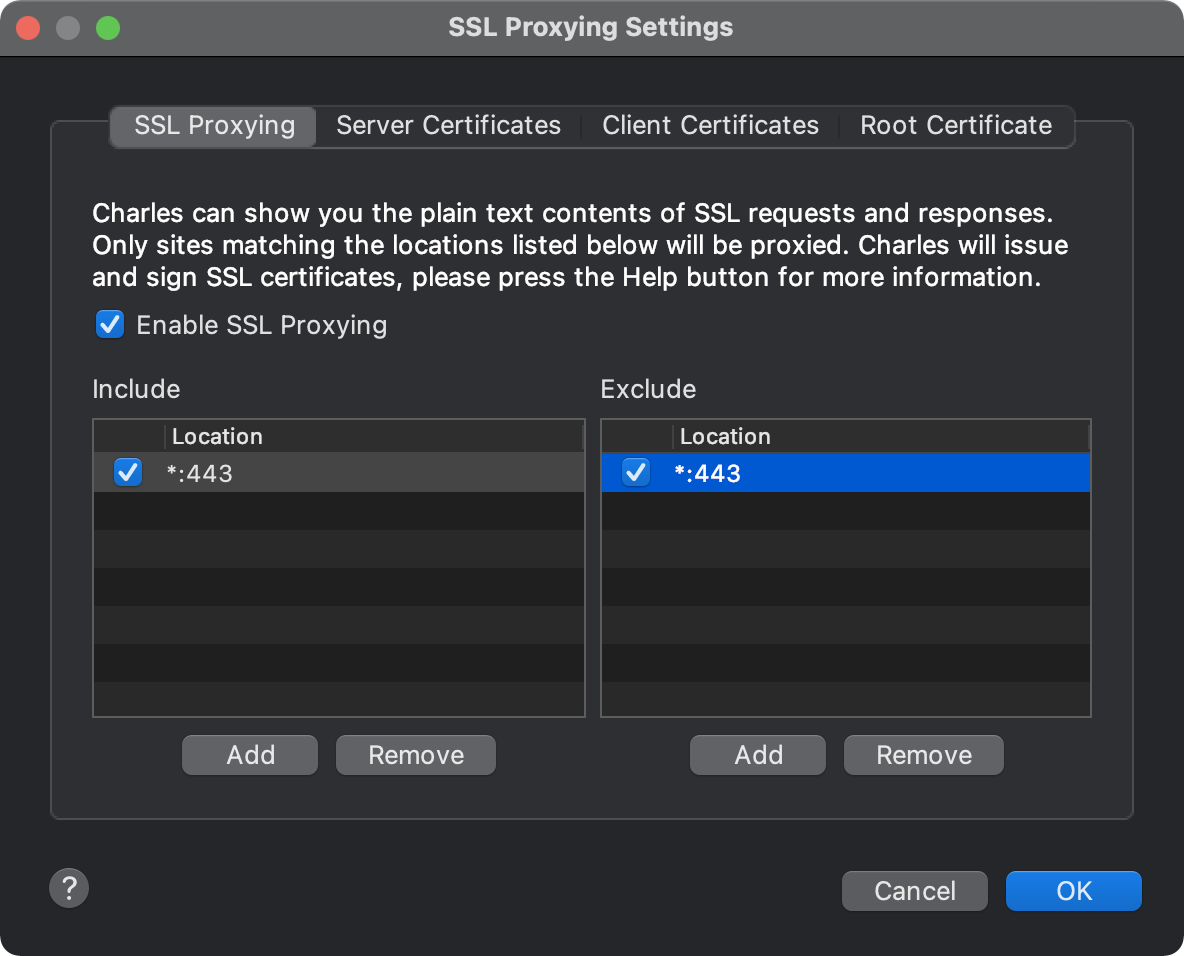 SSL Proxying Settings
SSL Proxying
Server Certificates
Client Certificates
Root Certificate
Charles can show you the plain text contents of SSL requests and responses.
Only sites matching the locations listed below will be proxied. Charles will issue
and sign SSL certificates, please press the Help button for more information.
Enable SSL Proxying
Include
Exclude
Location
Location
*:443
*:443
Add
Remove
Add
Remove
?
Cancel
OK